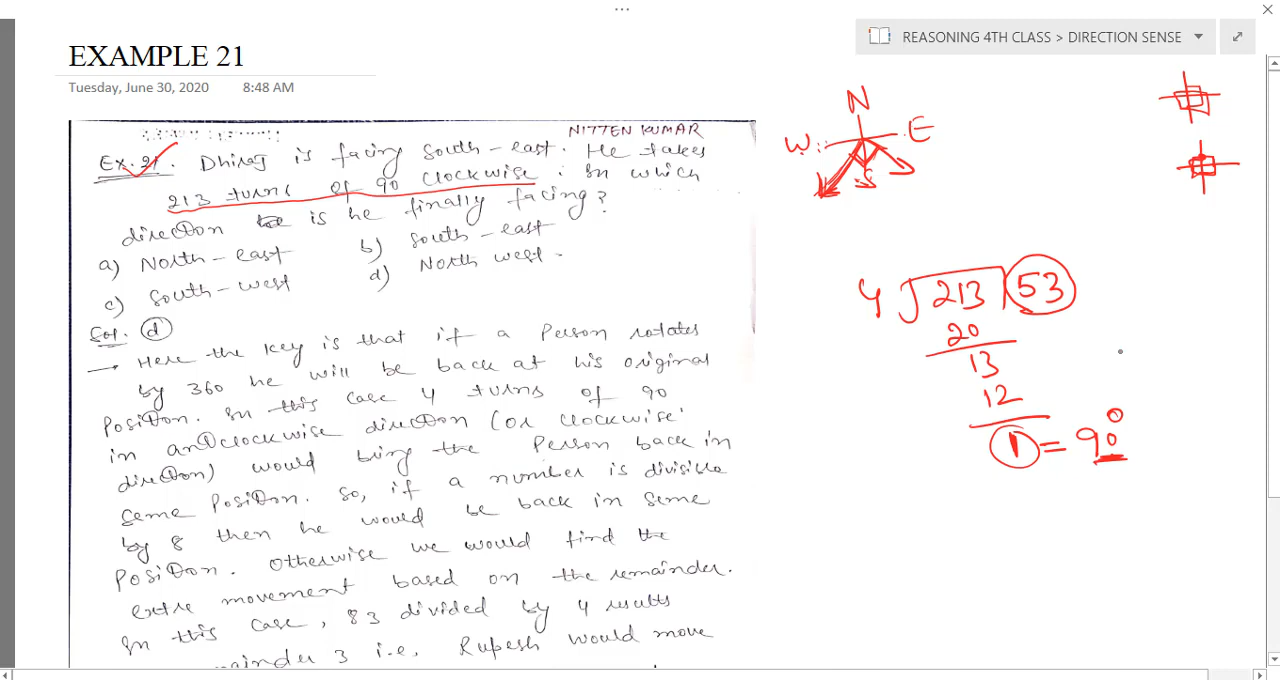 EXAMPLE 21
Tuesday, June 30, 2020 8:48 AM
REASONING 4TH CLASS > DIRECTION SENSE
NITTEN KUMAR
Ex. 21. Dhiraj is facing South-east. He takes
213 turns of 90 clockwise. In which
direction is he finally facing?
a) North-east b) South-east
c) South-west d) North west
Sol. (d)
→ Here the key is that if a Person rotates
by 360 he will be back at his original
Position. In this case 4 turns of 90
in anticlockwise direction (or clockwise
direction) would bring the Person back in
same Position. So, if a number is divisible
by 8 then he would be back in same
Position. Otherwise we would find the
extra movement based on the remainder.
In this case, 83 divided by 4 results
remainder 3 i.e. Rupesh would move
N
W E
S
4 213 53
20
13
12
1 = 90°